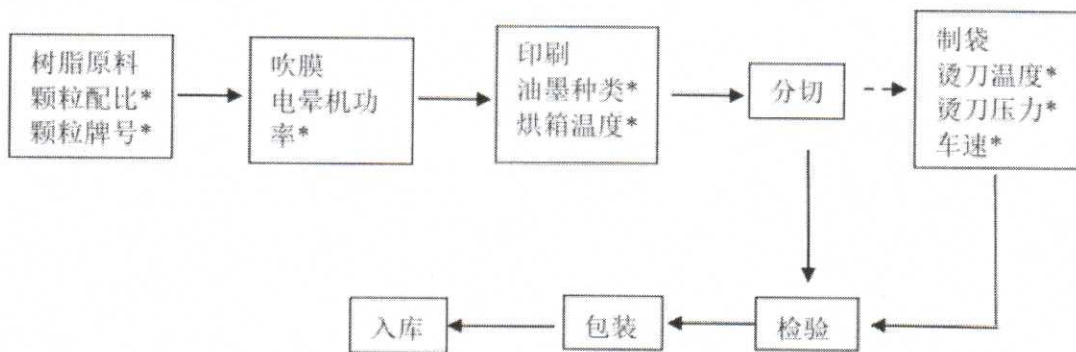 树脂原料
颗粒配比*
颗粒牌号*
吹膜
电晕机功
率*
印刷
油墨种类*
烘箱温度*
分切
制袋
烫刀温度*
烫刀压力*
车速*
入库
包装
检验